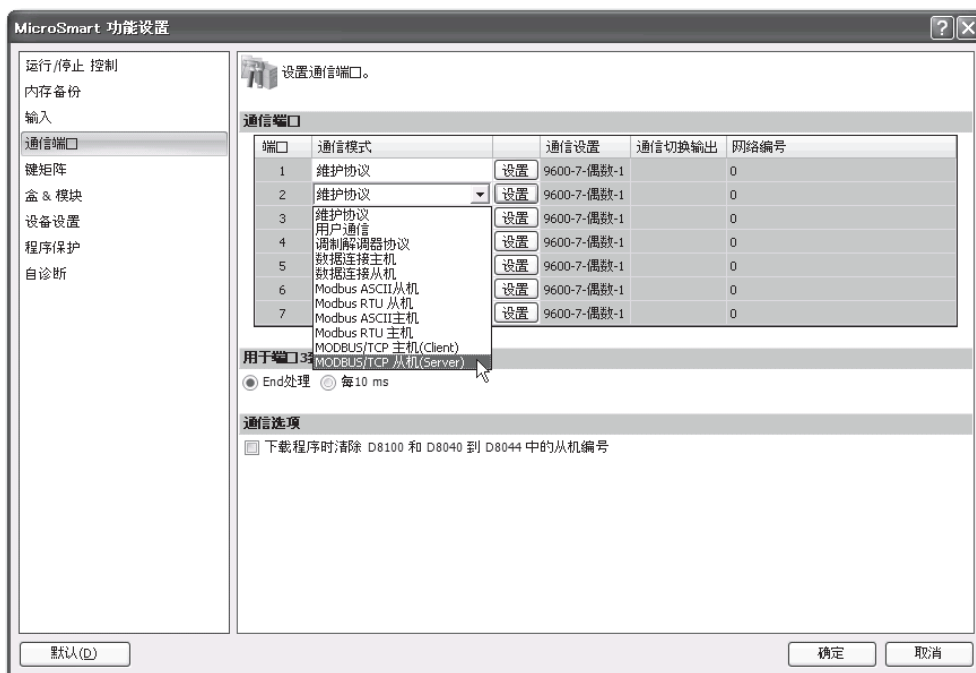 MicroSmart 功能设置
运行/停止 控制
内存备份
输入
通信端口
键矩阵
盒 & 模块
设备设置
程序保护
自诊断
设置通信端口。
通信端口
端口 通信模式 通信设置 通信切换输出 网络编号
1 维护协议 设置 9600-7-偶数-1 0
2 维护协议 设置 9600-7-偶数-1 0
3 设置 9600-7-偶数-1 0
4 设置 9600-7-偶数-1 0
5 设置 9600-7-偶数-1 0
6 设置 9600-7-偶数-1 0
7 设置 9600-7-偶数-1 0
维护协议
用户通信
调制解调器协议
数据连接主机
数据连接从机
Modbus ASCII从机
Modbus RTU 从机
Modbus ASCII主机
Modbus RTU 主机
MODBUS/TCP 主机(Client)
MODBUS/TCP 从机(Server)
用于端口3
End处理 每10 ms
通信选项
下载程序时清除 D8100 和 D8040 到 D8044 中的从机编号
默认(D) 确定 取消